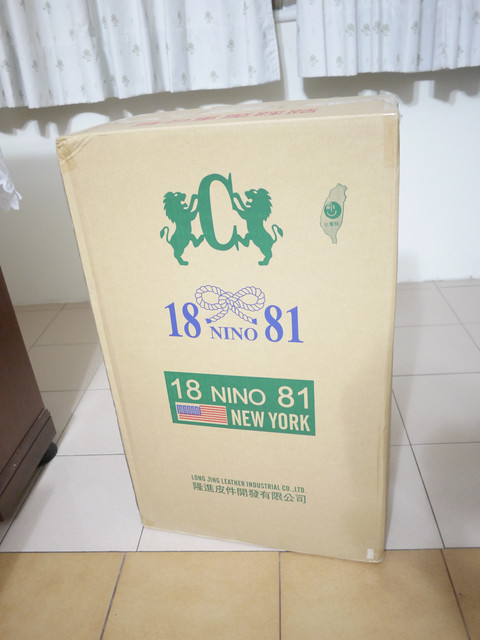 C
18 NINO 81
18 NINO 81
NEW YORK
LONG JING LEATHER INDUSTRIAL CO.,LTD.
隆進皮件開發有限公司